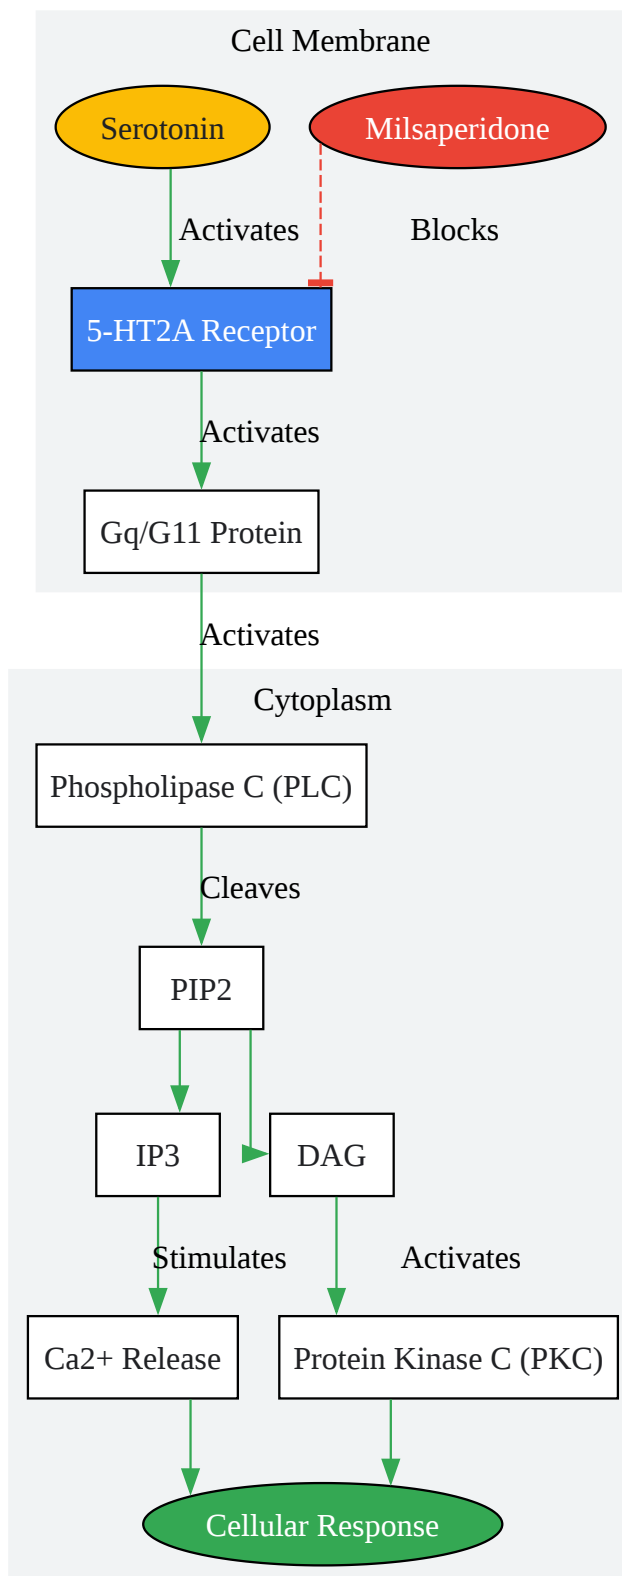 Cell Membrane
Serotonin
Milsaperidone
Activates
Blocks
5-HT2A Receptor
Activates
Gq/G11 Protein
Activates
Cytoplasm
Phospholipase C (PLC)
Cleaves
PIP2
IP3
DAG
Stimulates
Activates
Ca2+ Release
Protein Kinase C (PKC)
Cellular Response